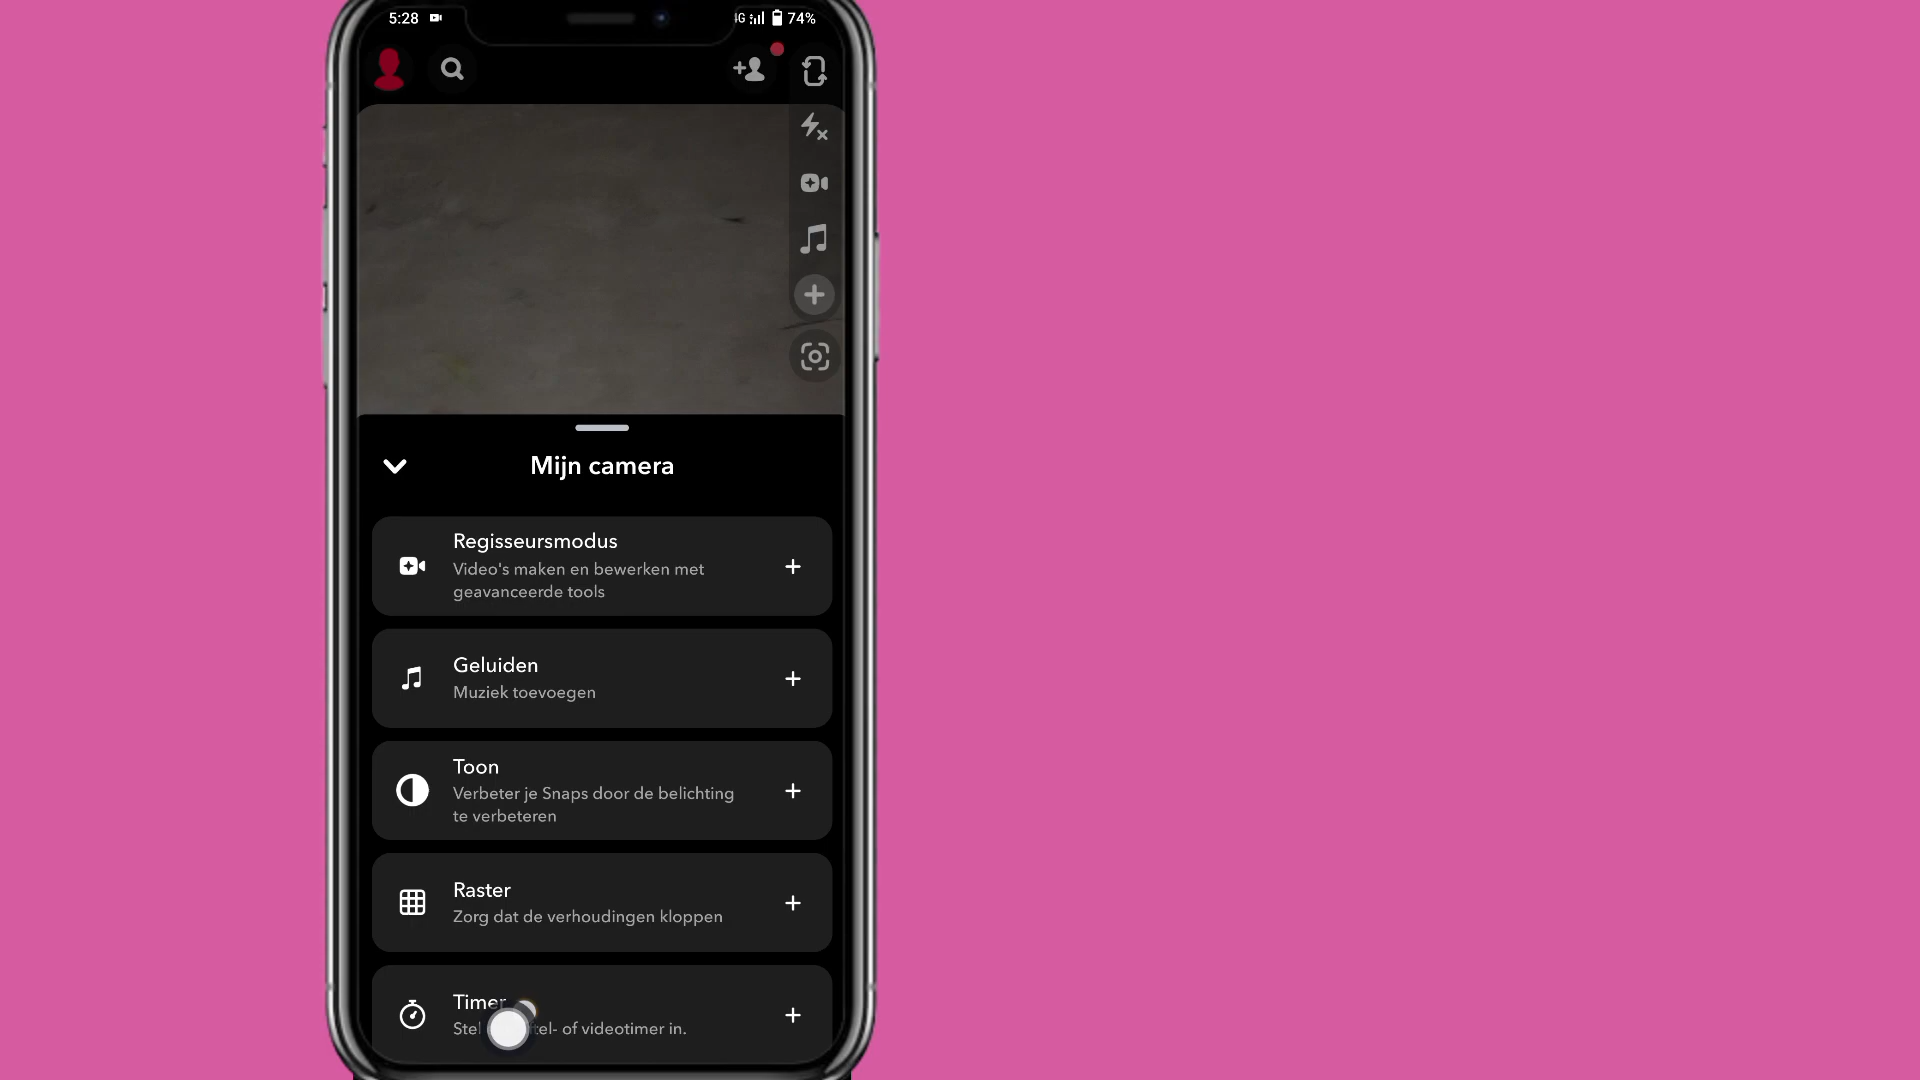 5:28
4G 74%
Mijn camera
Regisseursmodus
Video's maken en bewerken met
geavanceerde tools
Geluiden
Muziek toevoegen
Toon
Verbeter je Snaps door de belichting
te verbeteren
Raster
Zorg dat de verhoudingen kloppen
Timer
Stel tel- of videotimer in.